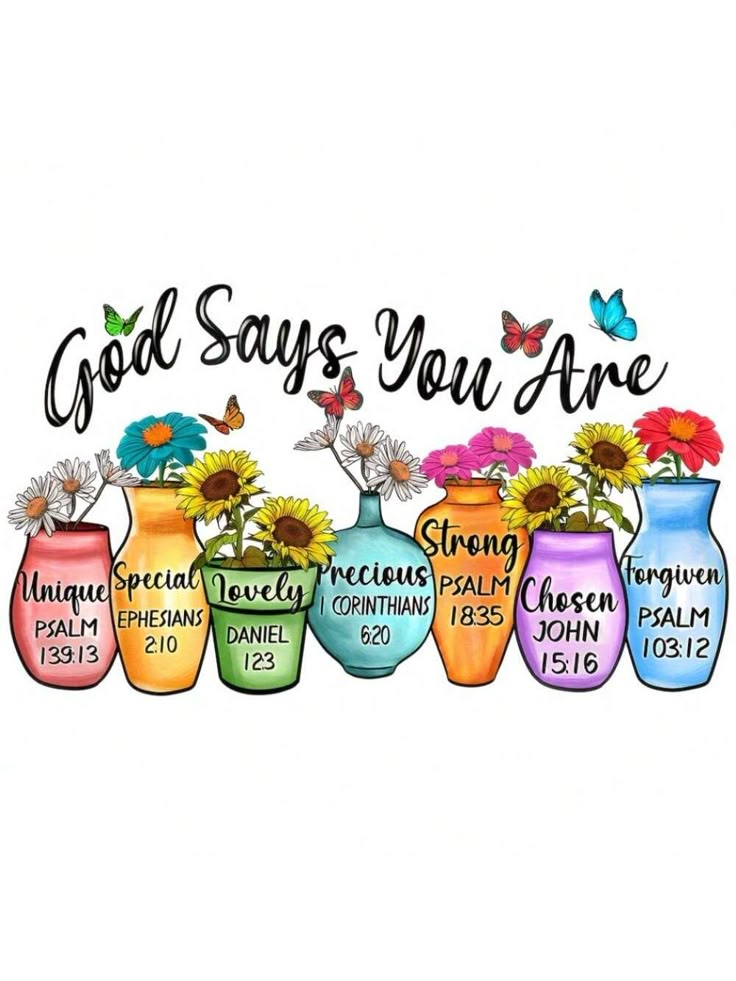 God Says You Are
Unique
PSALM
139:13
Special
EPHESIANS
2:10
Lovely
DANIEL
12:3
Precious
1 CORINTHIANS
6:20
Strong
PSALM
18:35
Chosen
JOHN
15:16
Forgiven
PSALM
103:12